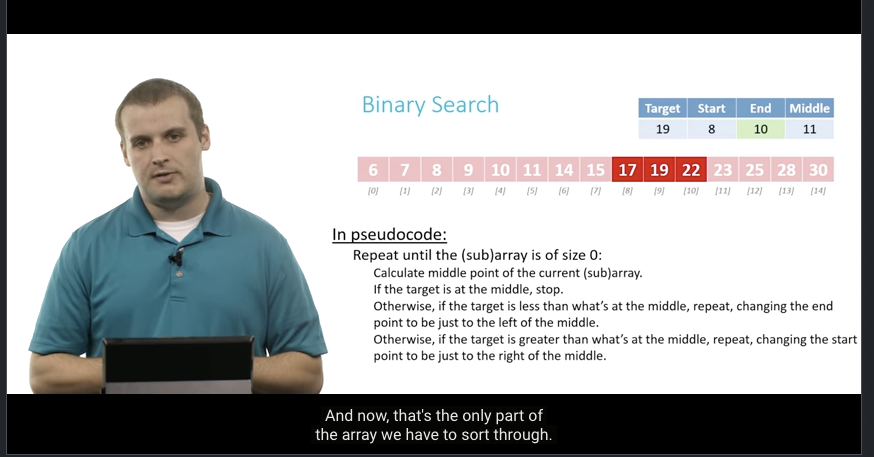 Binary Search
Target Start End Middle
19 8 10 11
6 7 8 9 10 11 14 15 17 19 22 23 25 28 30
[0] [1] [2] [3] [4] [5] [6] [7] [8] [9] [10] [11] [12] [13] [14]
In pseudocode:
Repeat until the (sub)array is of size 0:
Calculate middle point of the current (sub)array.
If the target is at the middle, stop.
Otherwise, if the target is less than what’s at the middle, repeat, changing the end
point to be just to the left of the middle.
Otherwise, if the target is greater than what’s at the middle, repeat, changing the start
point to be just to the right of the middle.
And now, that's the only part of
the array we have to sort through.